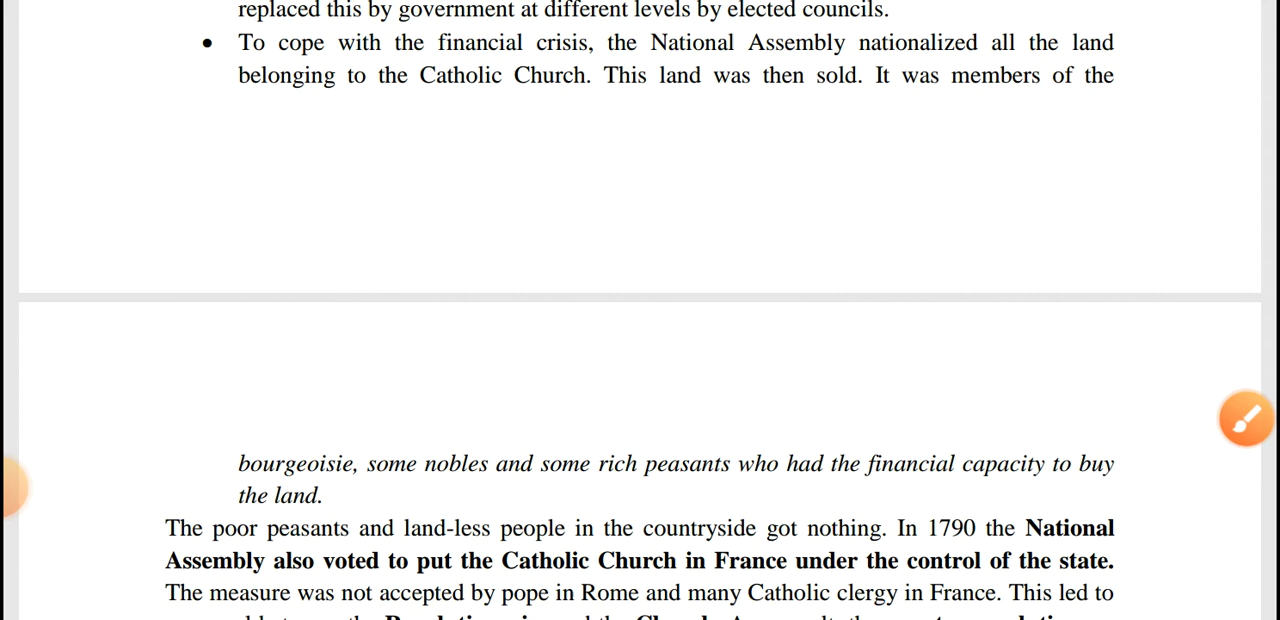 replaced this by government at different levels by elected councils.
• To cope with the financial crisis, the National Assembly nationalized all the land
belonging to the Catholic Church. This land was then sold. It was members of the
bourgeoisie, some nobles and some rich peasants who had the financial capacity to buy
the land.
The poor peasants and land-less people in the countryside got nothing. In 1790 the National
Assembly also voted to put the Catholic Church in France under the control of the state.
The measure was not accepted by pope in Rome and many Catholic clergy in France. This led to